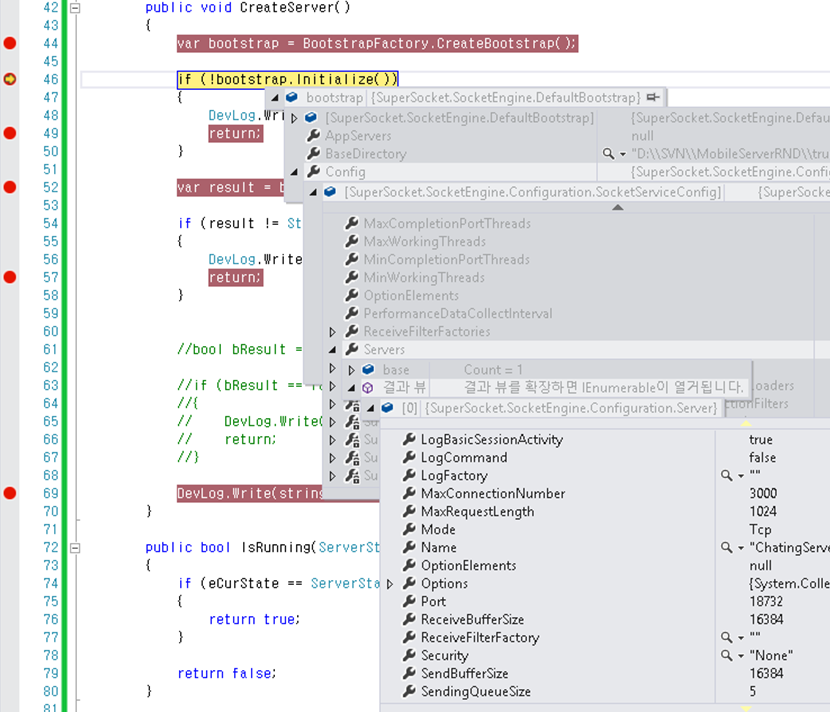 42 public void CreateServer()
43 {
44 var bootstrap = BootstrapFactory.CreateBootstrap();
45
46 if (!bootstrap.Initialize())
47 { bootstrap {SuperSocket.SocketEngine.DefaultBootstrap}
48 DevLog.Wri [SuperSocket.SocketEngine.DefaultBootstrap] {SuperSocket.SocketEngine.Defau
49 return; AppServers null
50 } BaseDirectory "D:\\SVN\\MobileServerRND\\tru
51 Config {SuperSocket.SocketEngine.Confi
52 var result = b [SuperSocket.SocketEngine.Configuration.SocketServiceConfig] {SuperSocke
53
54 if (result != St MaxCompletionPortThreads
55 { MaxWorkingThreads
56 DevLog.Write MinCompletionPortThreads
57 return; MinWorkingThreads
58 } OptionElements
59 PerformanceDataCollectInterval
60 ReceiveFilterFactories
61 //bool bResult = Servers
62 base Count = 1
63 //if (bResult == 결과 뷰 결과 뷰를 확장하면 IEnumerable이 열거됩니다. Loaders
64 //{ [0] {SuperSocket.SocketEngine.Configuration.Server} ctionFilters
65 // DevLog.Write( Su
66 // return; Su LogBasicSessionActivity true
67 //} Su LogCommand false
68 Su LogFactory ""
69 DevLog.Write(string MaxConnectionNumber 3000
70 } MaxRequestLength 1024
71 Mode Tcp
72 public bool IsRunning(ServerSt Name "ChatingServe
73 { OptionElements null
74 if (eCurState == ServerSta Options {System.Colle
75 { Port 18732
76 return true; ReceiveBufferSize 16384
77 } ReceiveFilterFactory ""
78 Security "None"
79 return false; SendBufferSize 16384
80 } SendingQueueSize 5
81